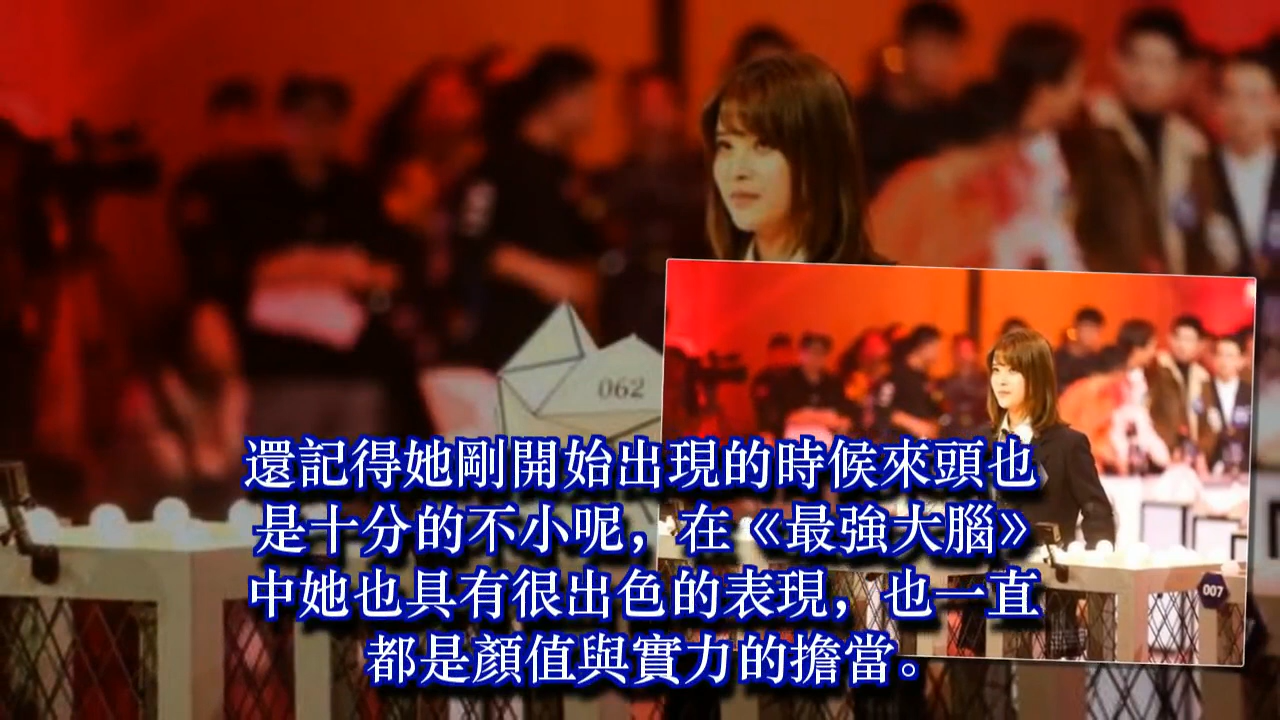 062
還記得她剛開始出現的時候來頭也
是十分的不小呢，在《最強大腦》
中她也具有很出色的表現，也一直
都是顏值與實力的擔當。
007